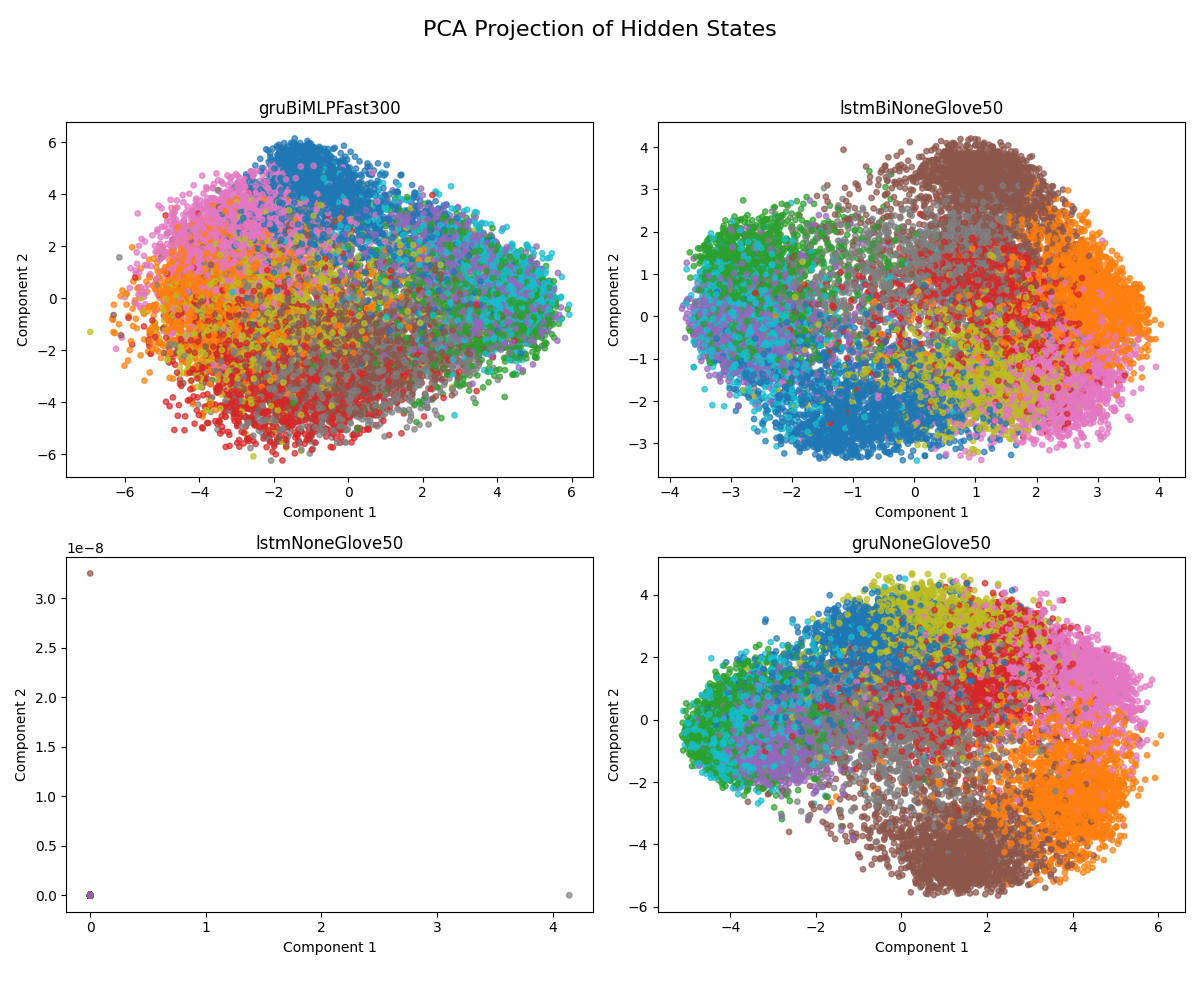 PCA Projection of Hidden States
gruBiMLPFast300
6
4
2
0
−2
−4
−6
Component 2
−6 −4 −2 0 2 4 6
Component 1
lstmBiNoneGlove50
4
3
2
1
0
−1
−2
−3
Component 2
−4 −3 −2 −1 0 1 2 3 4
Component 1
lstmNoneGlove50
1e−8
3.0
2.5
2.0
1.5
1.0
0.5
0.0
Component 2
0 1 2 3 4
Component 1
gruNoneGlove50
4
2
0
−2
−4
−6
Component 2
−4 −2 0 2 4 6
Component 1